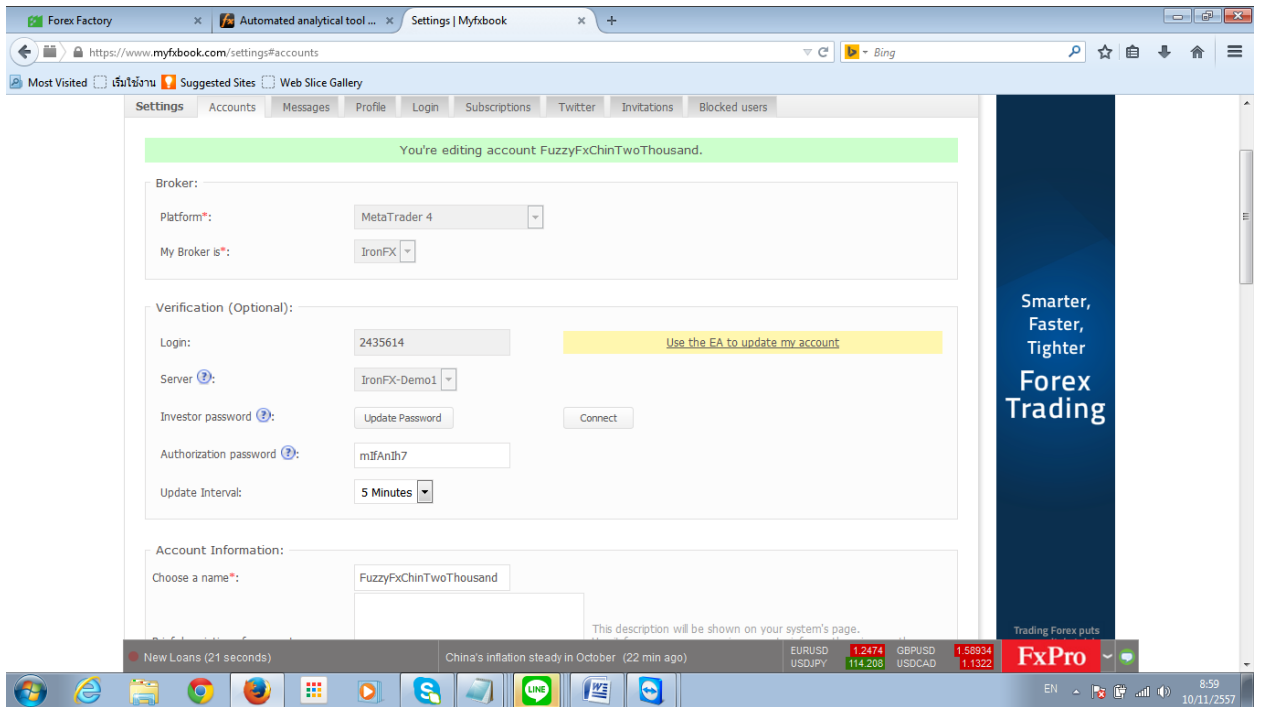 Forex Factory
Automated analytical tool ...
Settings | Myfxbook
https://www.myfxbook.com/settings#accounts
Bing
Most Visited
เริ่มใช้งาน
Suggested Sites
Web Slice Gallery
Settings
Accounts
Messages
Profile
Login
Subscriptions
Twitter
Invitations
Blocked users
You're editing account FuzzyFxChinTwoThousand.
Broker:
Platform*:
MetaTrader 4
My Broker is*:
IronFX
Verification (Optional):
Login:
2435614
Use the EA to update my account
Server ?:
IronFX-Demo1
Investor password ?:
Update Password
Connect
Authorization password ?:
mIfAnIh7
Update Interval:
5 Minutes
Account Information:
Choose a name*:
FuzzyFxChinTwoThousand
This description will be shown on your system's page.
Smarter,
Faster,
Tighter
Forex
Trading
Trading Forex puts
New Loans (21 seconds)
China's inflation steady in October (22 min ago)
EURUSD 1.2474 GBPUSD 1.58934
USDJPY 114.208 USDCAD 1.1322
FxPro
LINE
EN
8:59
10/11/2557